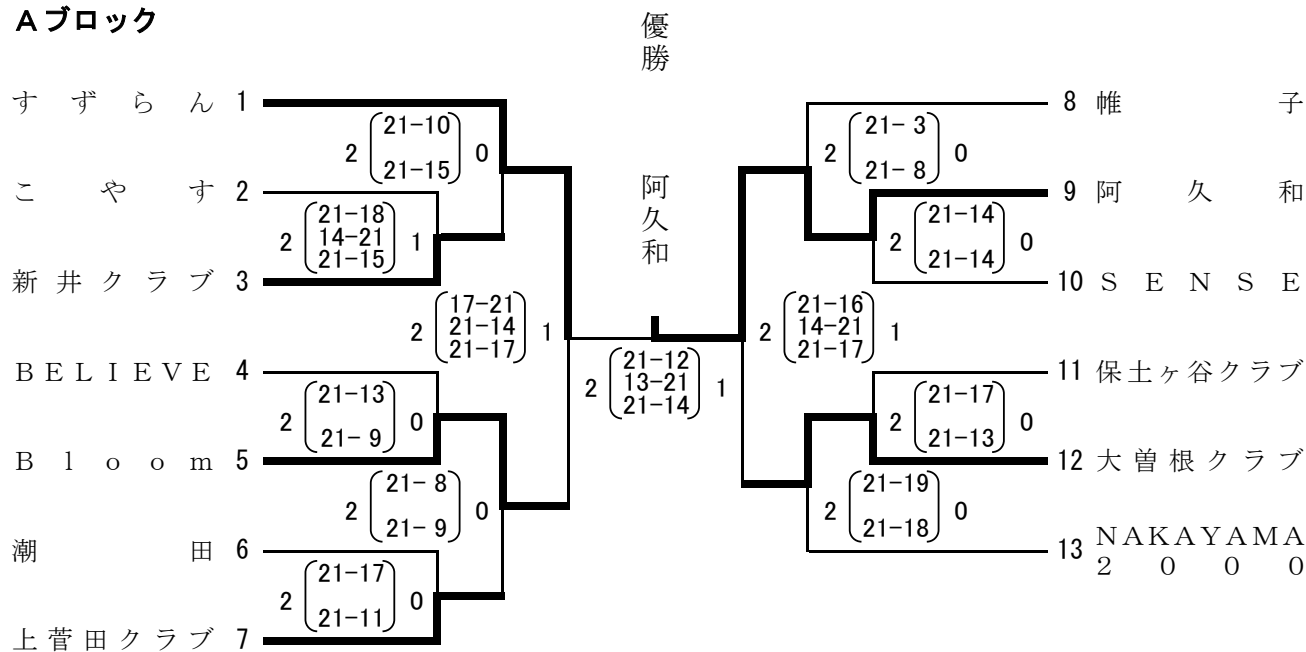 Aブロック
優勝
阿久和
すずらん 1
2 21-10 0
21-15
こやす 2
2 21-18 1
14-21
21-15
新井クラブ 3
2 17-21 1
21-14
21-17
BELIEVE 4
2 21-13 0
21- 9
Bloom 5
2 21- 8 0
21- 9
潮田 6
2 21-17 0
21-11
上菅田クラブ 7
2 21-12 1
13-21
21-14
8 帷子
2 21- 3 0
21- 8
9 阿久和
2 21-14 0
21-14
10 SENSE
2 21-16 1
14-21
21-17
11 保土ヶ谷クラブ
2 21-17 0
21-13
12 大曽根クラブ
2 21-19 0
21-18
13 NAKAYAMA
2000